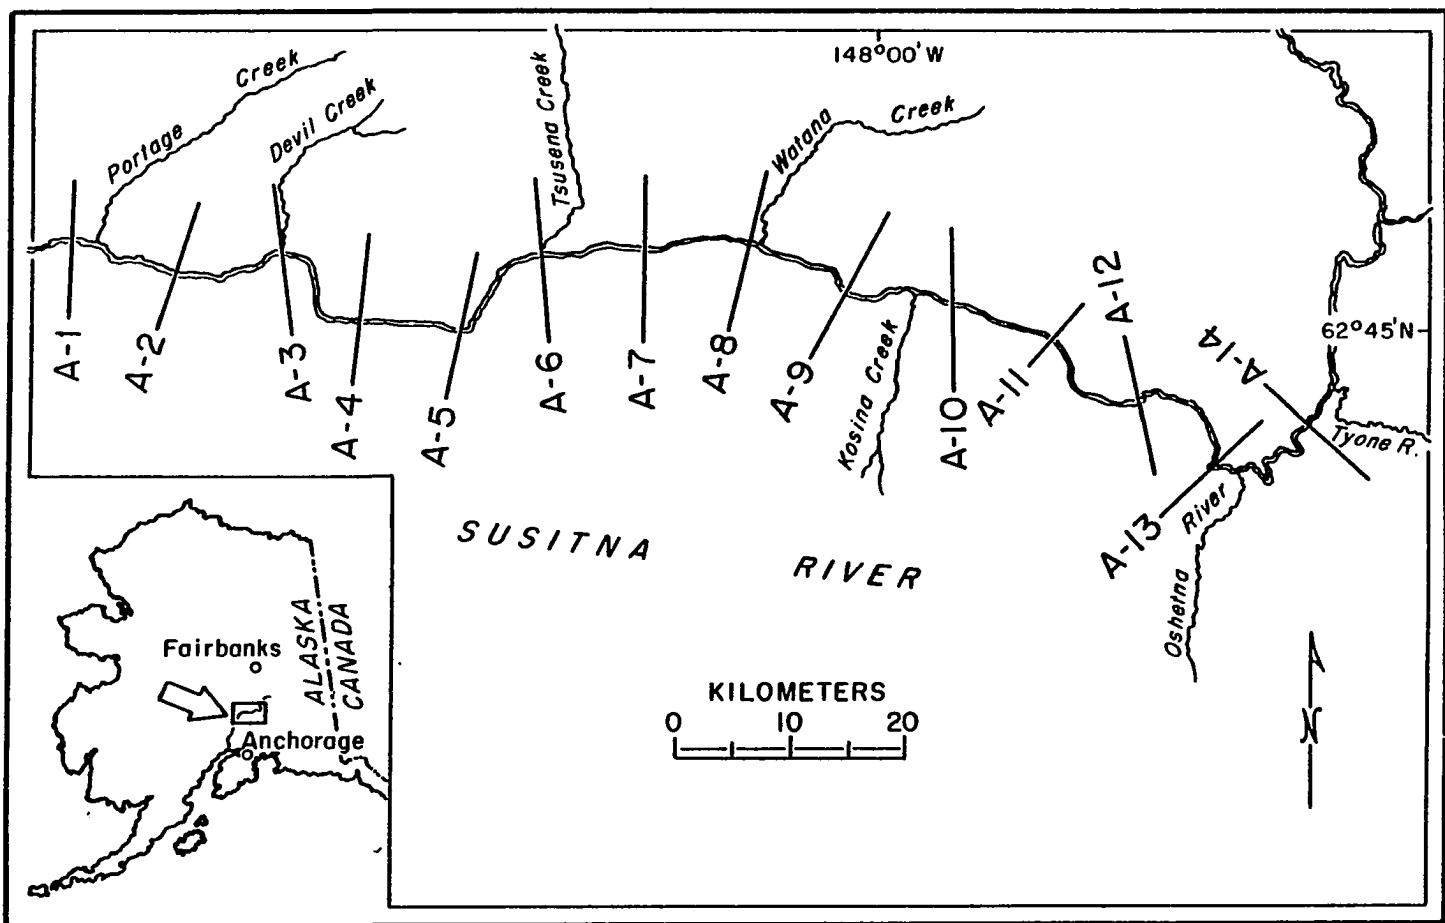 148°00'W
Portage Creek
Devil Creek
Tsusena Creek
Watana Creek
A-1
A-2
A-3
A-4
A-5
A-6
A-7
A-8
A-9
Kosina Creek
A-10
A-11
A-12
62°45'N
A-14
Tyone R.
A-13
Oshetna River
SUSITNA RIVER
ALASKA
CANADA
Fairbanks
Anchorage
KILOMETERS
0 10 20
N